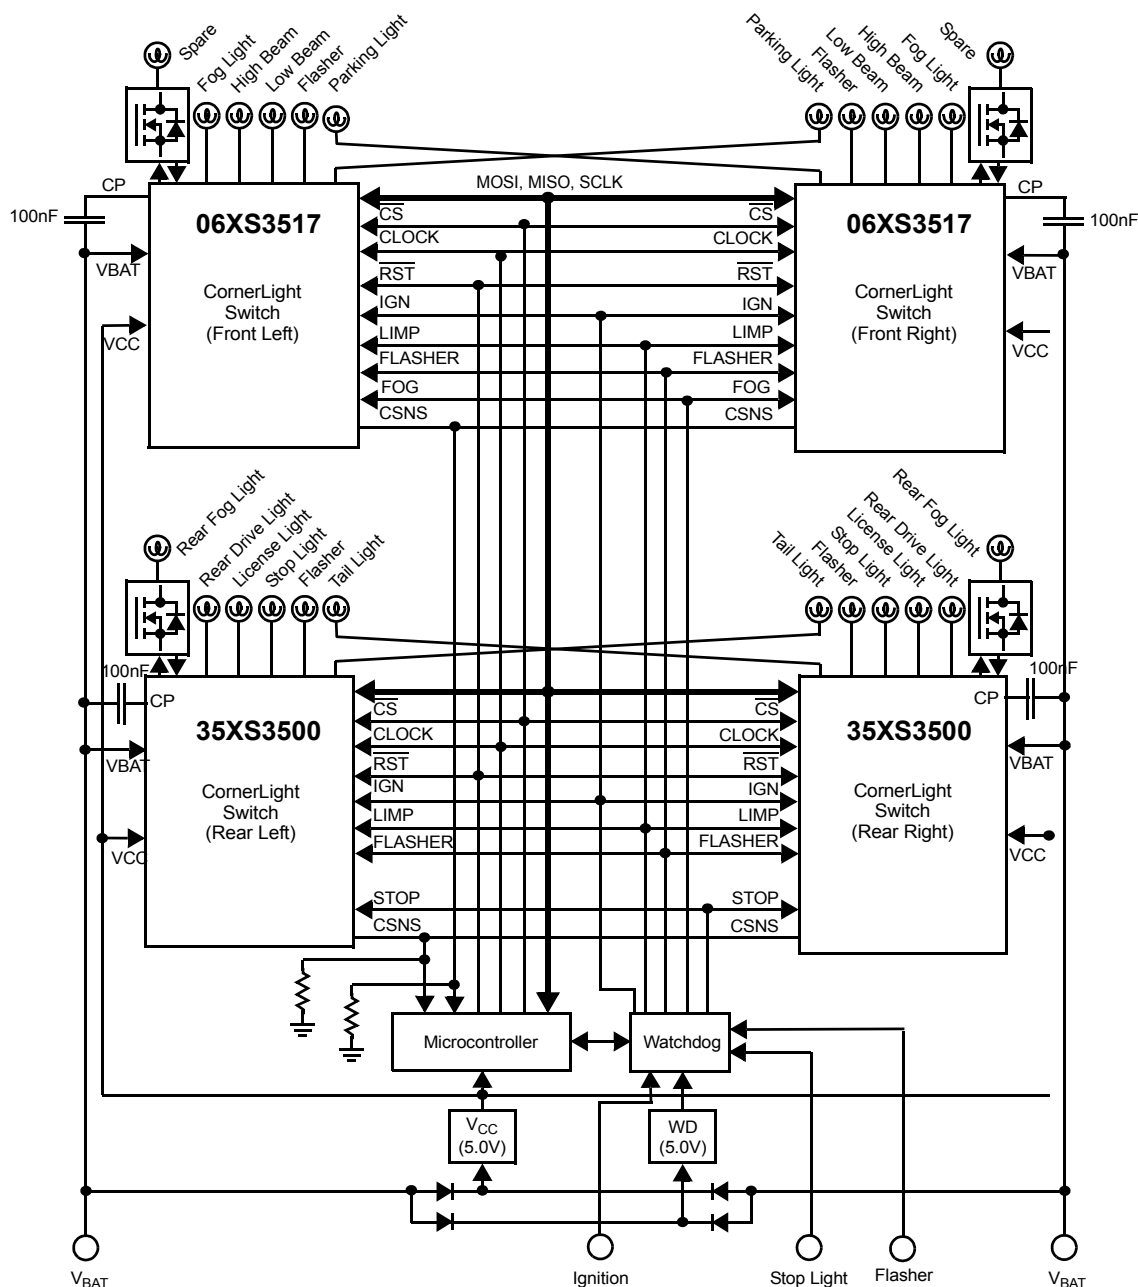 Spare
Fog Light
High Beam
Low Beam
Flasher
Parking Light
Parking Light
Flasher
Low Beam
High Beam
Fog Light
Spare
CP
MOSI, MISO, SCLK
CP
100nF
06XS3517
CS
CS
06XS3517
100nF
CLOCK
CLOCK
VBAT
RST
RST
VBAT
CornerLight
Switch
(Front Left)
IGN
IGN
CornerLight
Switch
(Front Right)
VCC
LIMP
LIMP
VCC
FLASHER
FLASHER
FOG
FOG
CSNS
CSNS
Rear Fog Light
Rear Drive Light
License Light
Stop Light
Flasher
Tail Light
Tail Light
Flasher
Stop Light
License Light
Rear Drive Light
Rear Fog Light
100nF
100nF
CP
CP
35XS3500
CS
CS
35XS3500
CLOCK
CLOCK
VBAT
RST
RST
VBAT
CornerLight
Switch
(Rear Left)
IGN
IGN
CornerLight
Switch
(Rear Right)
LIMP
LIMP
VCC
FLASHER
FLASHER
VCC
STOP
STOP
CSNS
CSNS
Microcontroller
Watchdog
VCC
(5.0V)
WD
(5.0V)
VBAT
Ignition
Stop Light
Flasher
VBAT